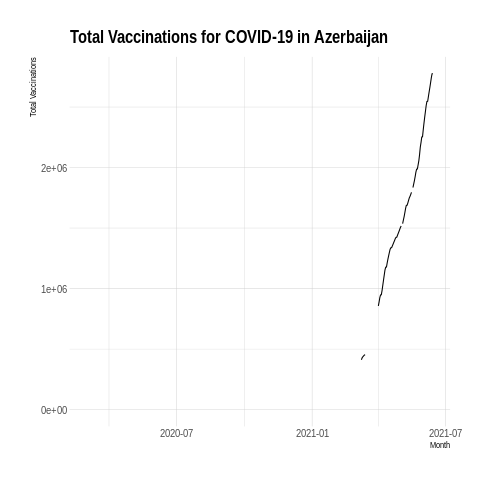 Total Vaccinations for COVID-19 in Azerbaijan
Total Vaccinations
2e+06
1e+06
0e+00
2020-07
2021-01
2021-07
Month